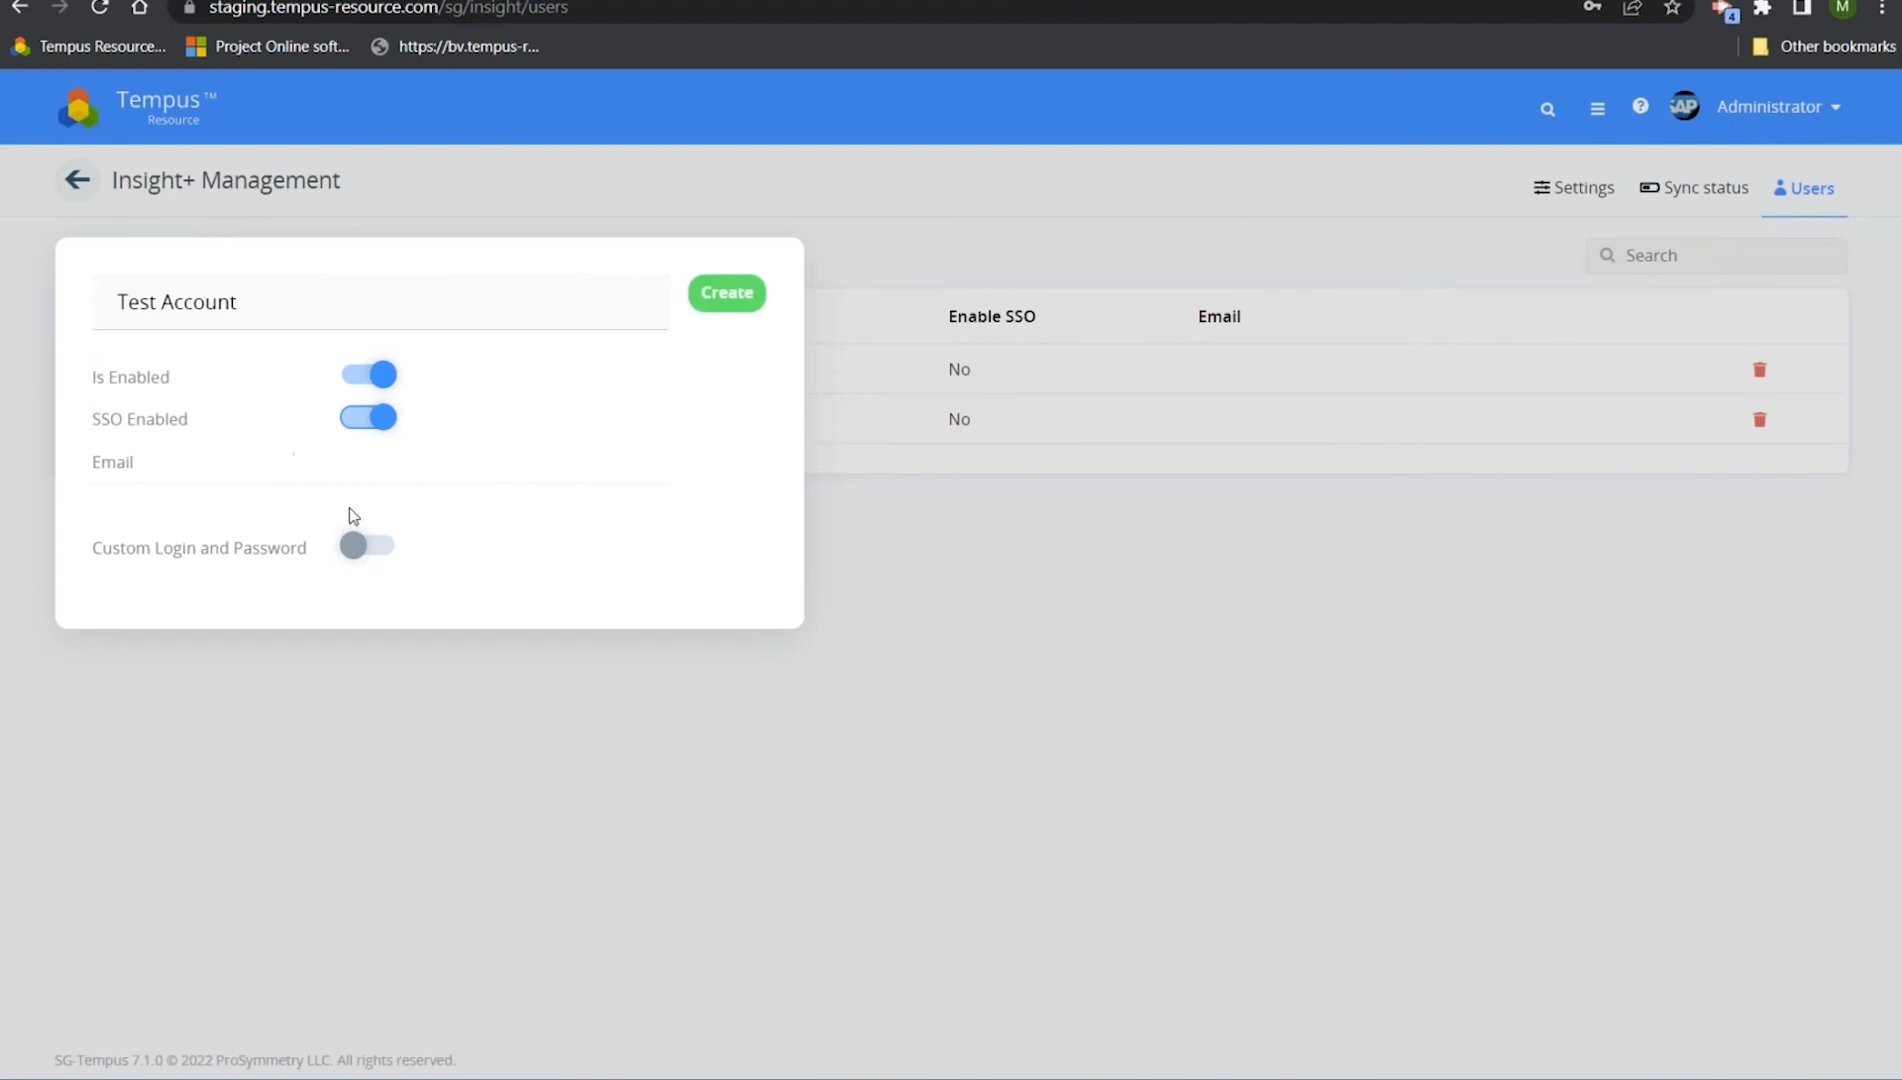 staging.tempus-resource.com/sg/insight/users
4
M
Tempus Resource...
Project Online soft...
https://bv.tempus-r...
Other bookmarks
Tempus™
Resource
SAP
Administrator
Insight+ Management
Settings
Sync status
Users
Search
Test Account
Create
Enable SSO
Email
Is Enabled
No
SSO Enabled
No
Email
Custom Login and Password
SG-Tempus 7.1.0 © 2022 ProSymmetry LLC. All rights reserved.